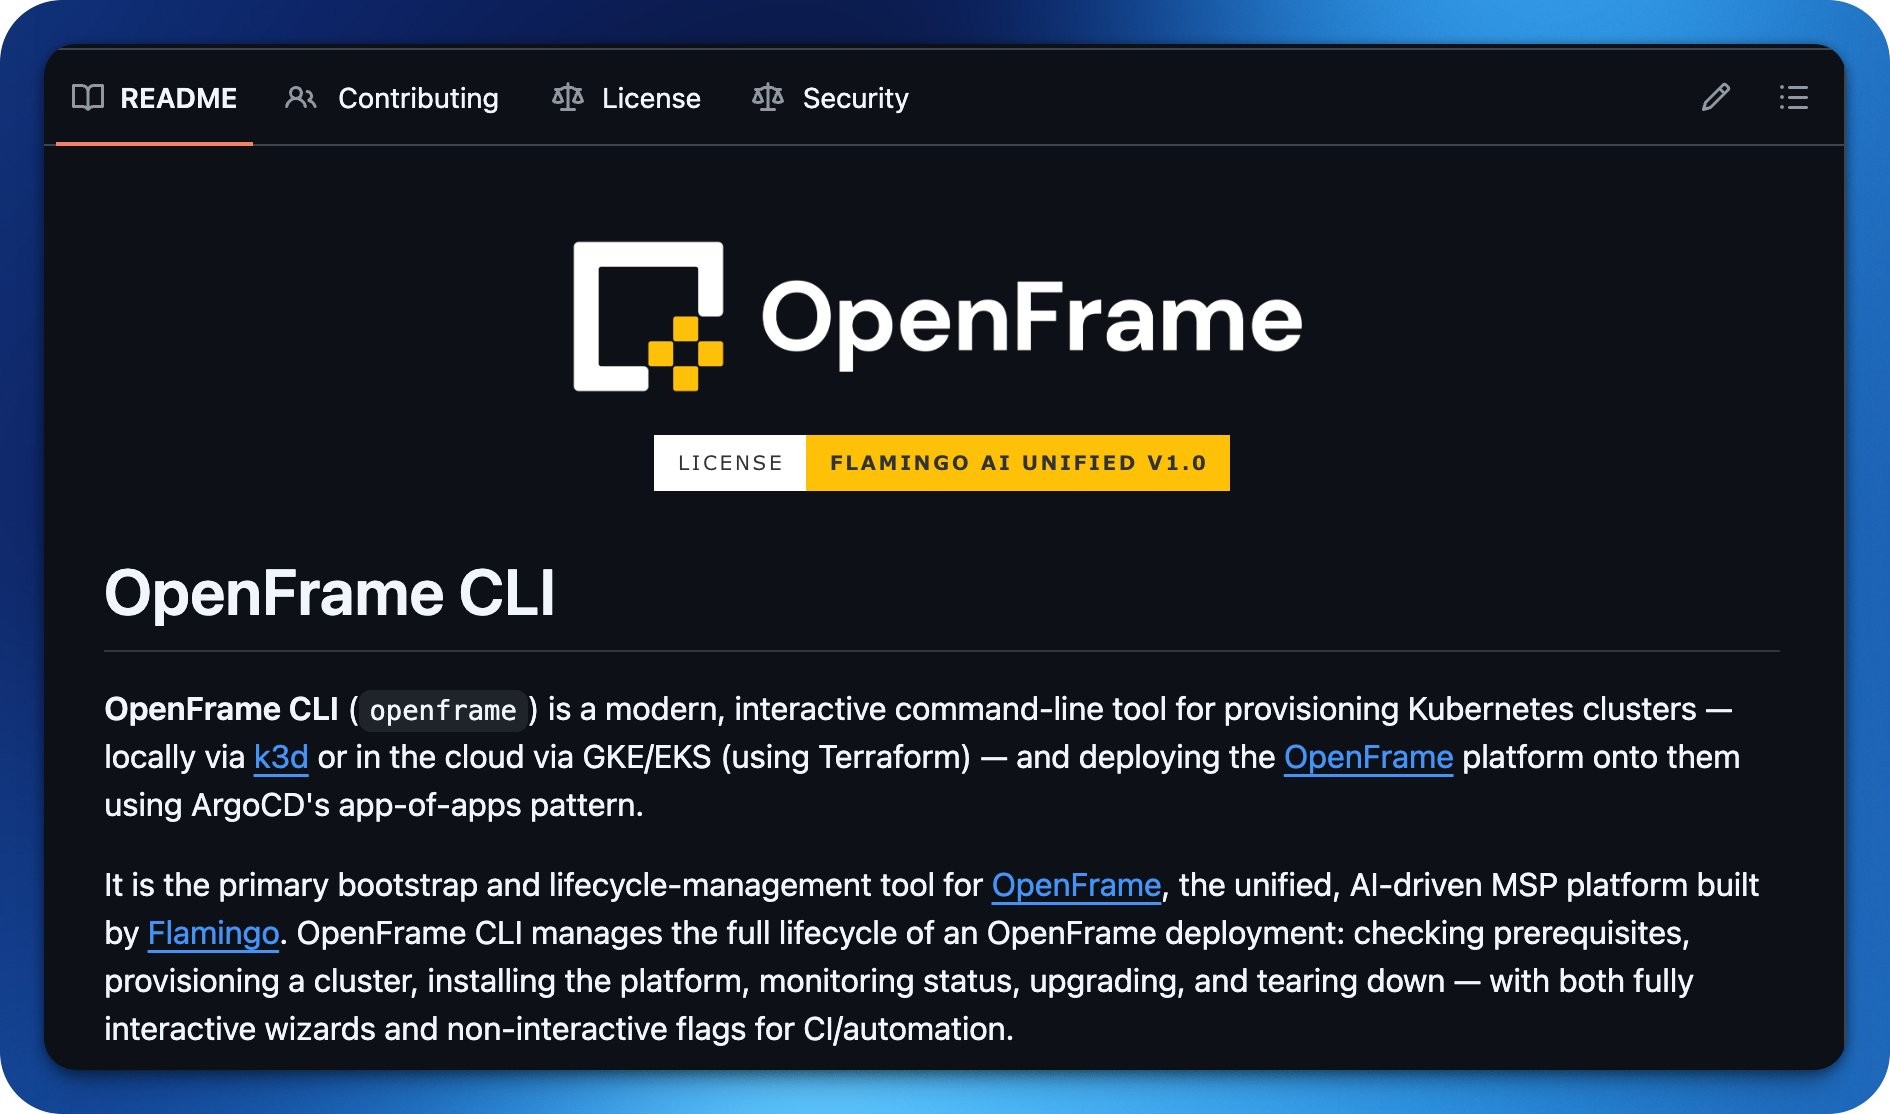 README Contributing License Security
OpenFrame
LICENSE FLAMINGO AI UNIFIED V1.0
OpenFrame CLI
OpenFrame CLI (openframe) is a modern, interactive command-line tool for provisioning Kubernetes clusters —
locally via k3d or in the cloud via GKE/EKS (using Terraform) — and deploying the OpenFrame platform onto them
using ArgoCD's app-of-apps pattern.
It is the primary bootstrap and lifecycle-management tool for OpenFrame, the unified, AI-driven MSP platform built
by Flamingo. OpenFrame CLI manages the full lifecycle of an OpenFrame deployment: checking prerequisites,
provisioning a cluster, installing the platform, monitoring status, upgrading, and tearing down — with both fully
interactive wizards and non-interactive flags for CI/automation.